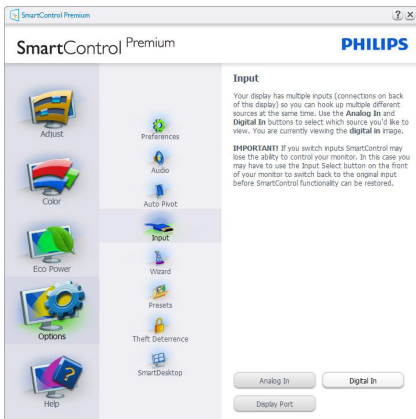 SmartControl Premium
SmartControl Premium
PHILIPS
Adjust
Color
Eco Power
Options
Help
Preferences
Audio
Auto Pivot
Input
Wizard
Presets
Theft Deterrence
SmartDesktop
Input
Your display has multiple inputs (connections on back
of this display) so you can hook up multiple different
sources at the same time. Use the Analog In and
Digital In buttons to select which source you'd like to
view. You are currently viewing the digital in image.
IMPORTANT! If you switch inputs SmartControl may
lose the ability to control your monitor. In this case you
may have to use the Input Select button on the front
of your monitor to switch back to the original input
before SmartControl functionality can be restored.
Analog In
Digital In
Display Port